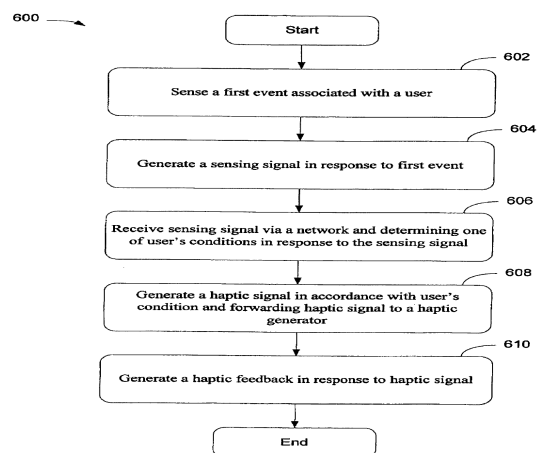 600
Start
602
Sense a first event associated with a user
604
Generate a sensing signal in response to first event
606
Receive sensing signal via a network and determining one
of user's conditions in response to the sensing signal
608
Generate a haptic signal in accordance with user's
condition and forwarding haptic signal to a haptic
generator
610
Generate a haptic feedback in response to haptic signal
End